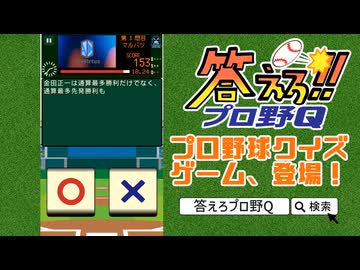 第1問目
マルバツ
SCORE
153
18.24
金田正一は通算最多勝利だけでなく、
通算最多先発勝利も
答えろ!!
プロ野Q
プロ野球クイズ
ゲーム、登場！
答えろプロ野Q
検索